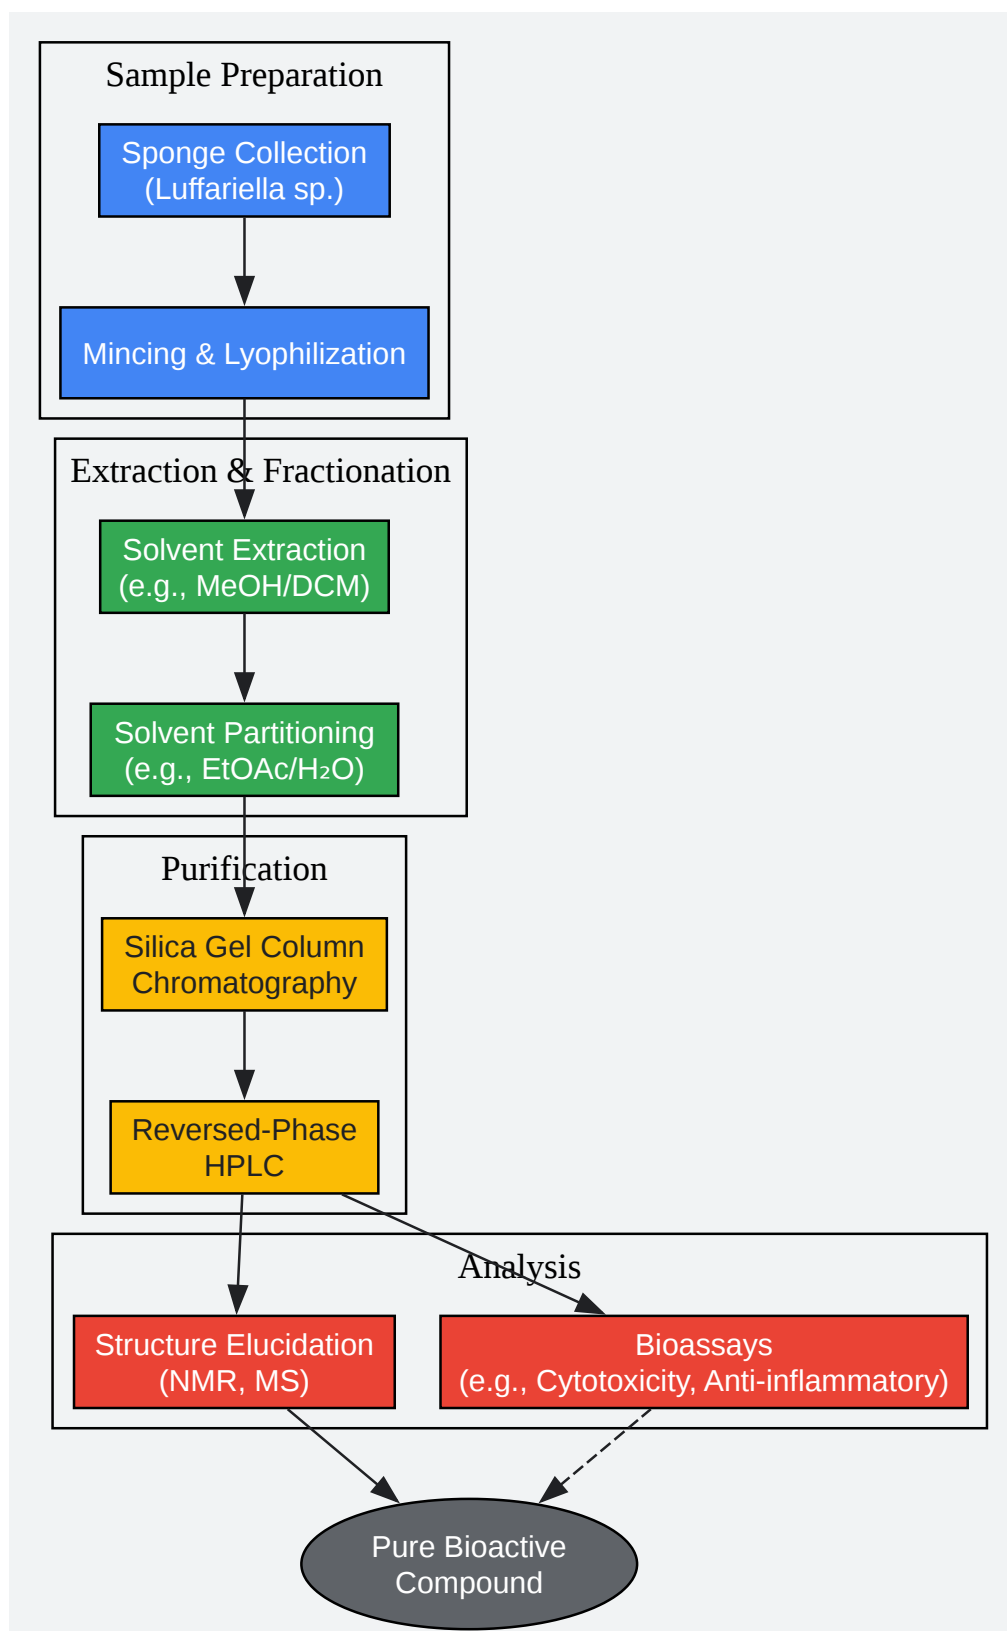 Sample Preparation
Sponge Collection
(Luffariella sp.)
Mincing & Lyophilization
Extraction & Fractionation
Solvent Extraction
(e.g., MeOH/DCM)
Solvent Partitioning
(e.g., EtOAc/H₂O)
Purification
Silica Gel Column
Chromatography
Reversed-Phase
HPLC
Analysis
Structure Elucidation
(NMR, MS)
Bioassays
(e.g., Cytotoxicity, Anti-inflammatory)
Pure Bioactive
Compound